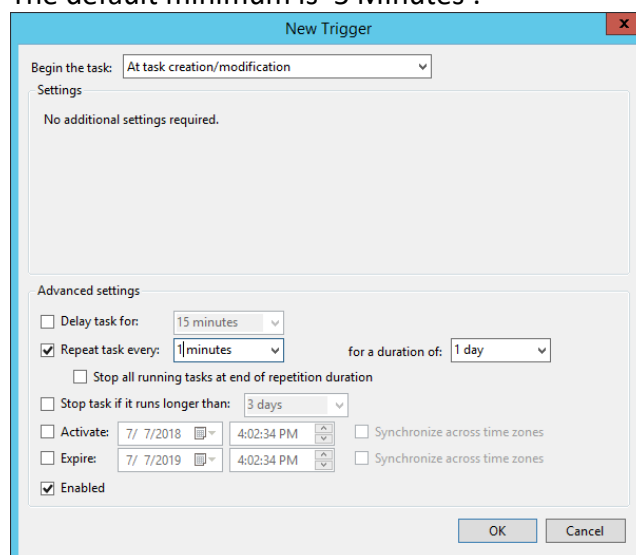 The default minimum is '5 Minutes'.
New Trigger
x
Begin the task: At task creation/modification
Settings
No additional settings required.
Advanced settings
Delay task for: 15 minutes
Repeat task every: 1 minutes for a duration of: 1 day
Stop all running tasks at end of repetition duration
Stop task if it runs longer than: 3 days
Activate: 7/ 7/2018 4:02:34 PM Synchronize across time zones
Expire: 7/ 7/2019 4:02:34 PM Synchronize across time zones
Enabled
OK Cancel